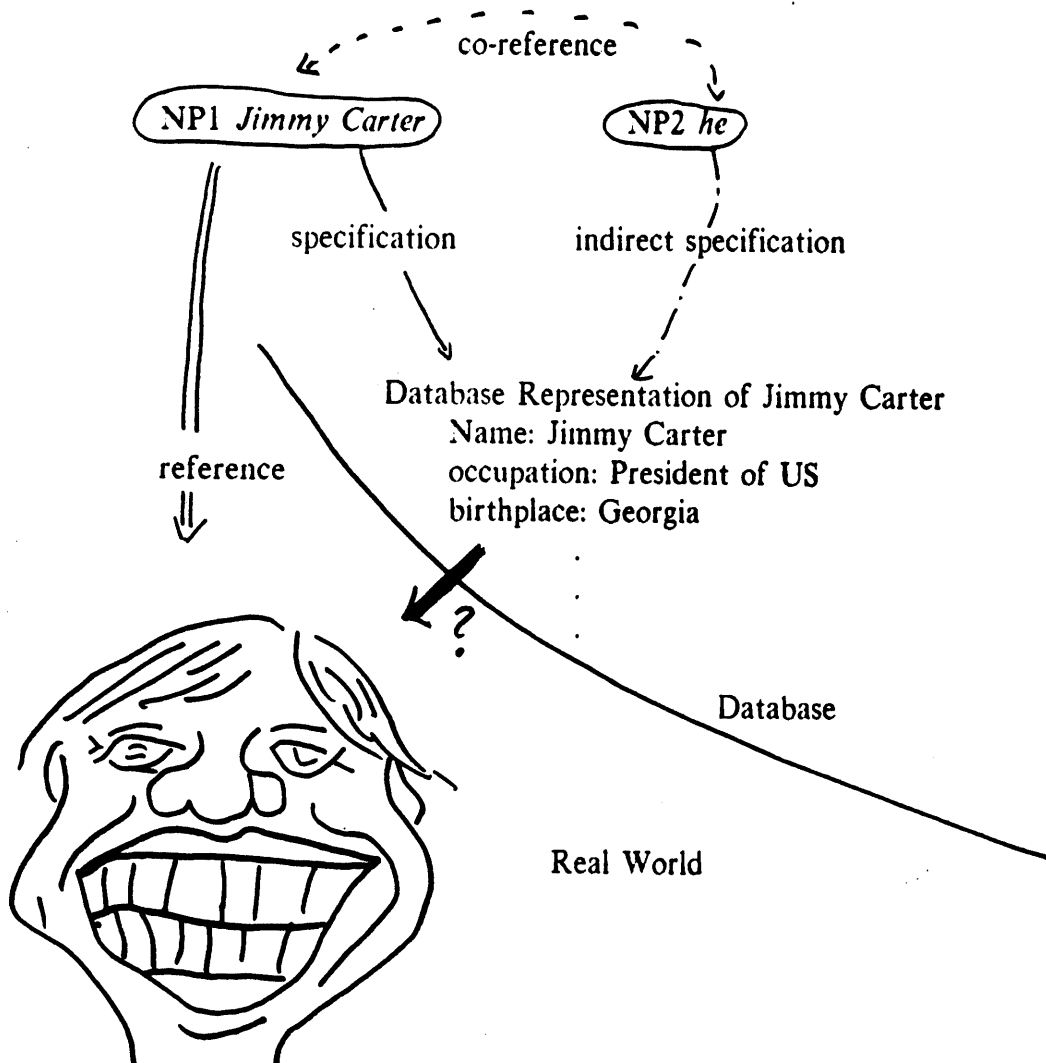 co-reference
NP1 Jimmy Carter
NP2 he
specification
indirect specification
Database Representation of Jimmy Carter
Name: Jimmy Carter
occupation: President of US
birthplace: Georgia
reference
?
Database
Real World